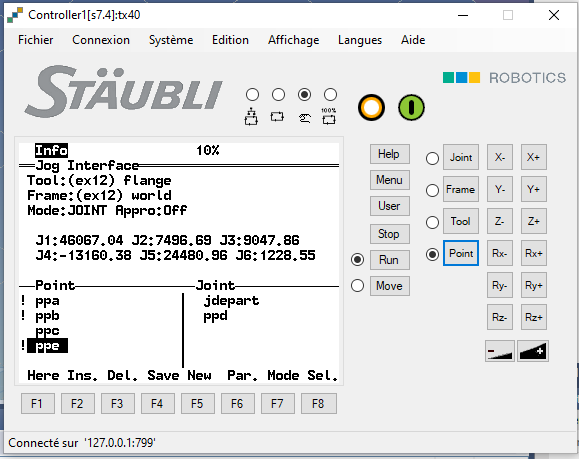 Controller1[s7.4]:tx40
Fichier Connexion Système Edition Affichage Langues Aide
STÄUBLI
ROBOTICS
100%
Info 10%
Jog Interface
Tool:(ex12) flange
Frame:(ex12) world
Mode:JOINT Appro:Off
J1:46067.04 J2:7496.69 J3:9047.86
J4:-13160.38 J5:24480.96 J6:1228.55
Point Joint
! ppa jdepart
! ppb ppd
ppc
! ppe
Here Ins. Del. Save New Par. Mode Sel.
F1 F2 F3 F4 F5 F6 F7 F8
Help
Menu
User
Stop
Run
Move
Joint X- X+
Frame Y- Y+
Tool Z- Z+
Point Rx- Rx+
Ry- Ry+
Rz- Rz+
- +
Connecté sur '127.0.0.1:799'